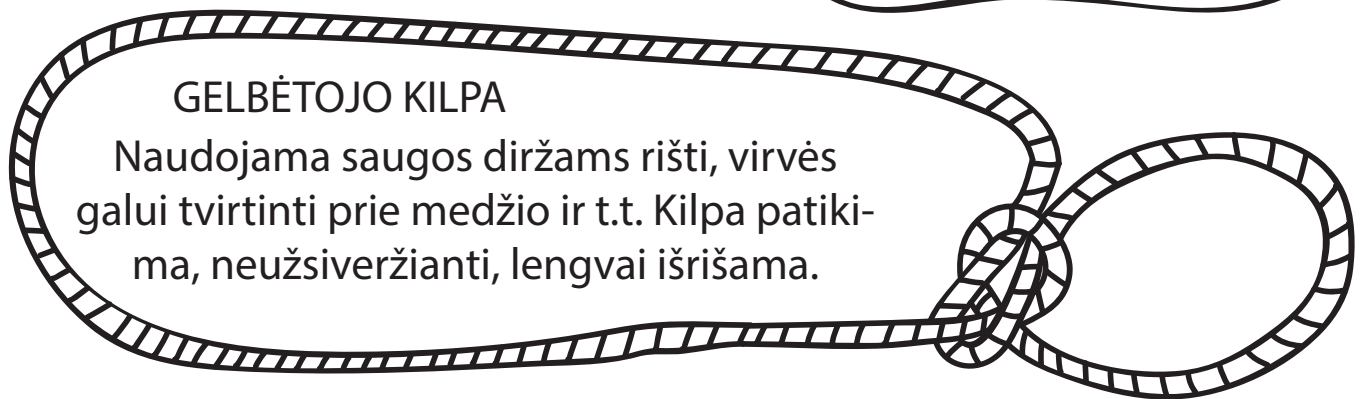 GELBĖTOJO KILPA
Naudojama saugos diržams rišti, virvės
galui tvirtinti prie medžio ir t.t. Kilpa patiki-
ma, neužsiveržianti, lengvai išrišama.